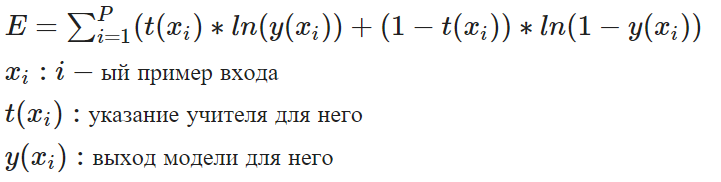 E = ∑_{i=1}^{P}(t(x_i) * ln(y(x_i)) + (1 − t(x_i)) * ln(1 − y(x_i))
x_i : i − ый пример входа
t(x_i) : указание учителя для него
y(x_i) : выход модели для него